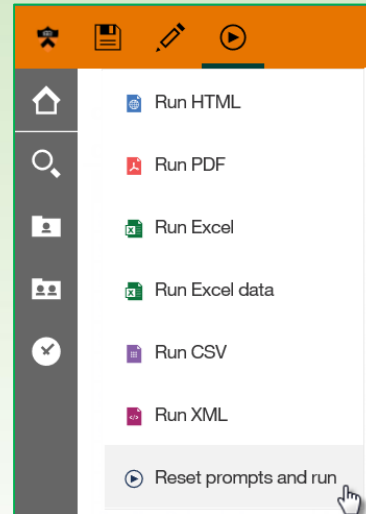 Run HTML
Run PDF
Run Excel
Run Excel data
Run CSV
Run XML
Reset prompts and run